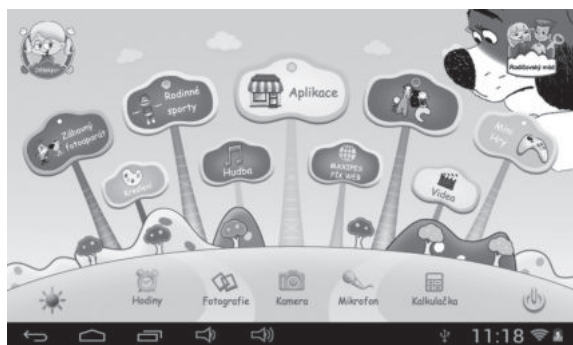 Rodičovský mód
Rodinné
sporty
Aplikace
Zábavný
fotoaparát
Mini
Hry
Kreslení
Hudba
MAXIPES
FÍK WEB
Videa
Hodiny
Fotografie
Kamera
Mikrofon
Kalkulačka
11:18